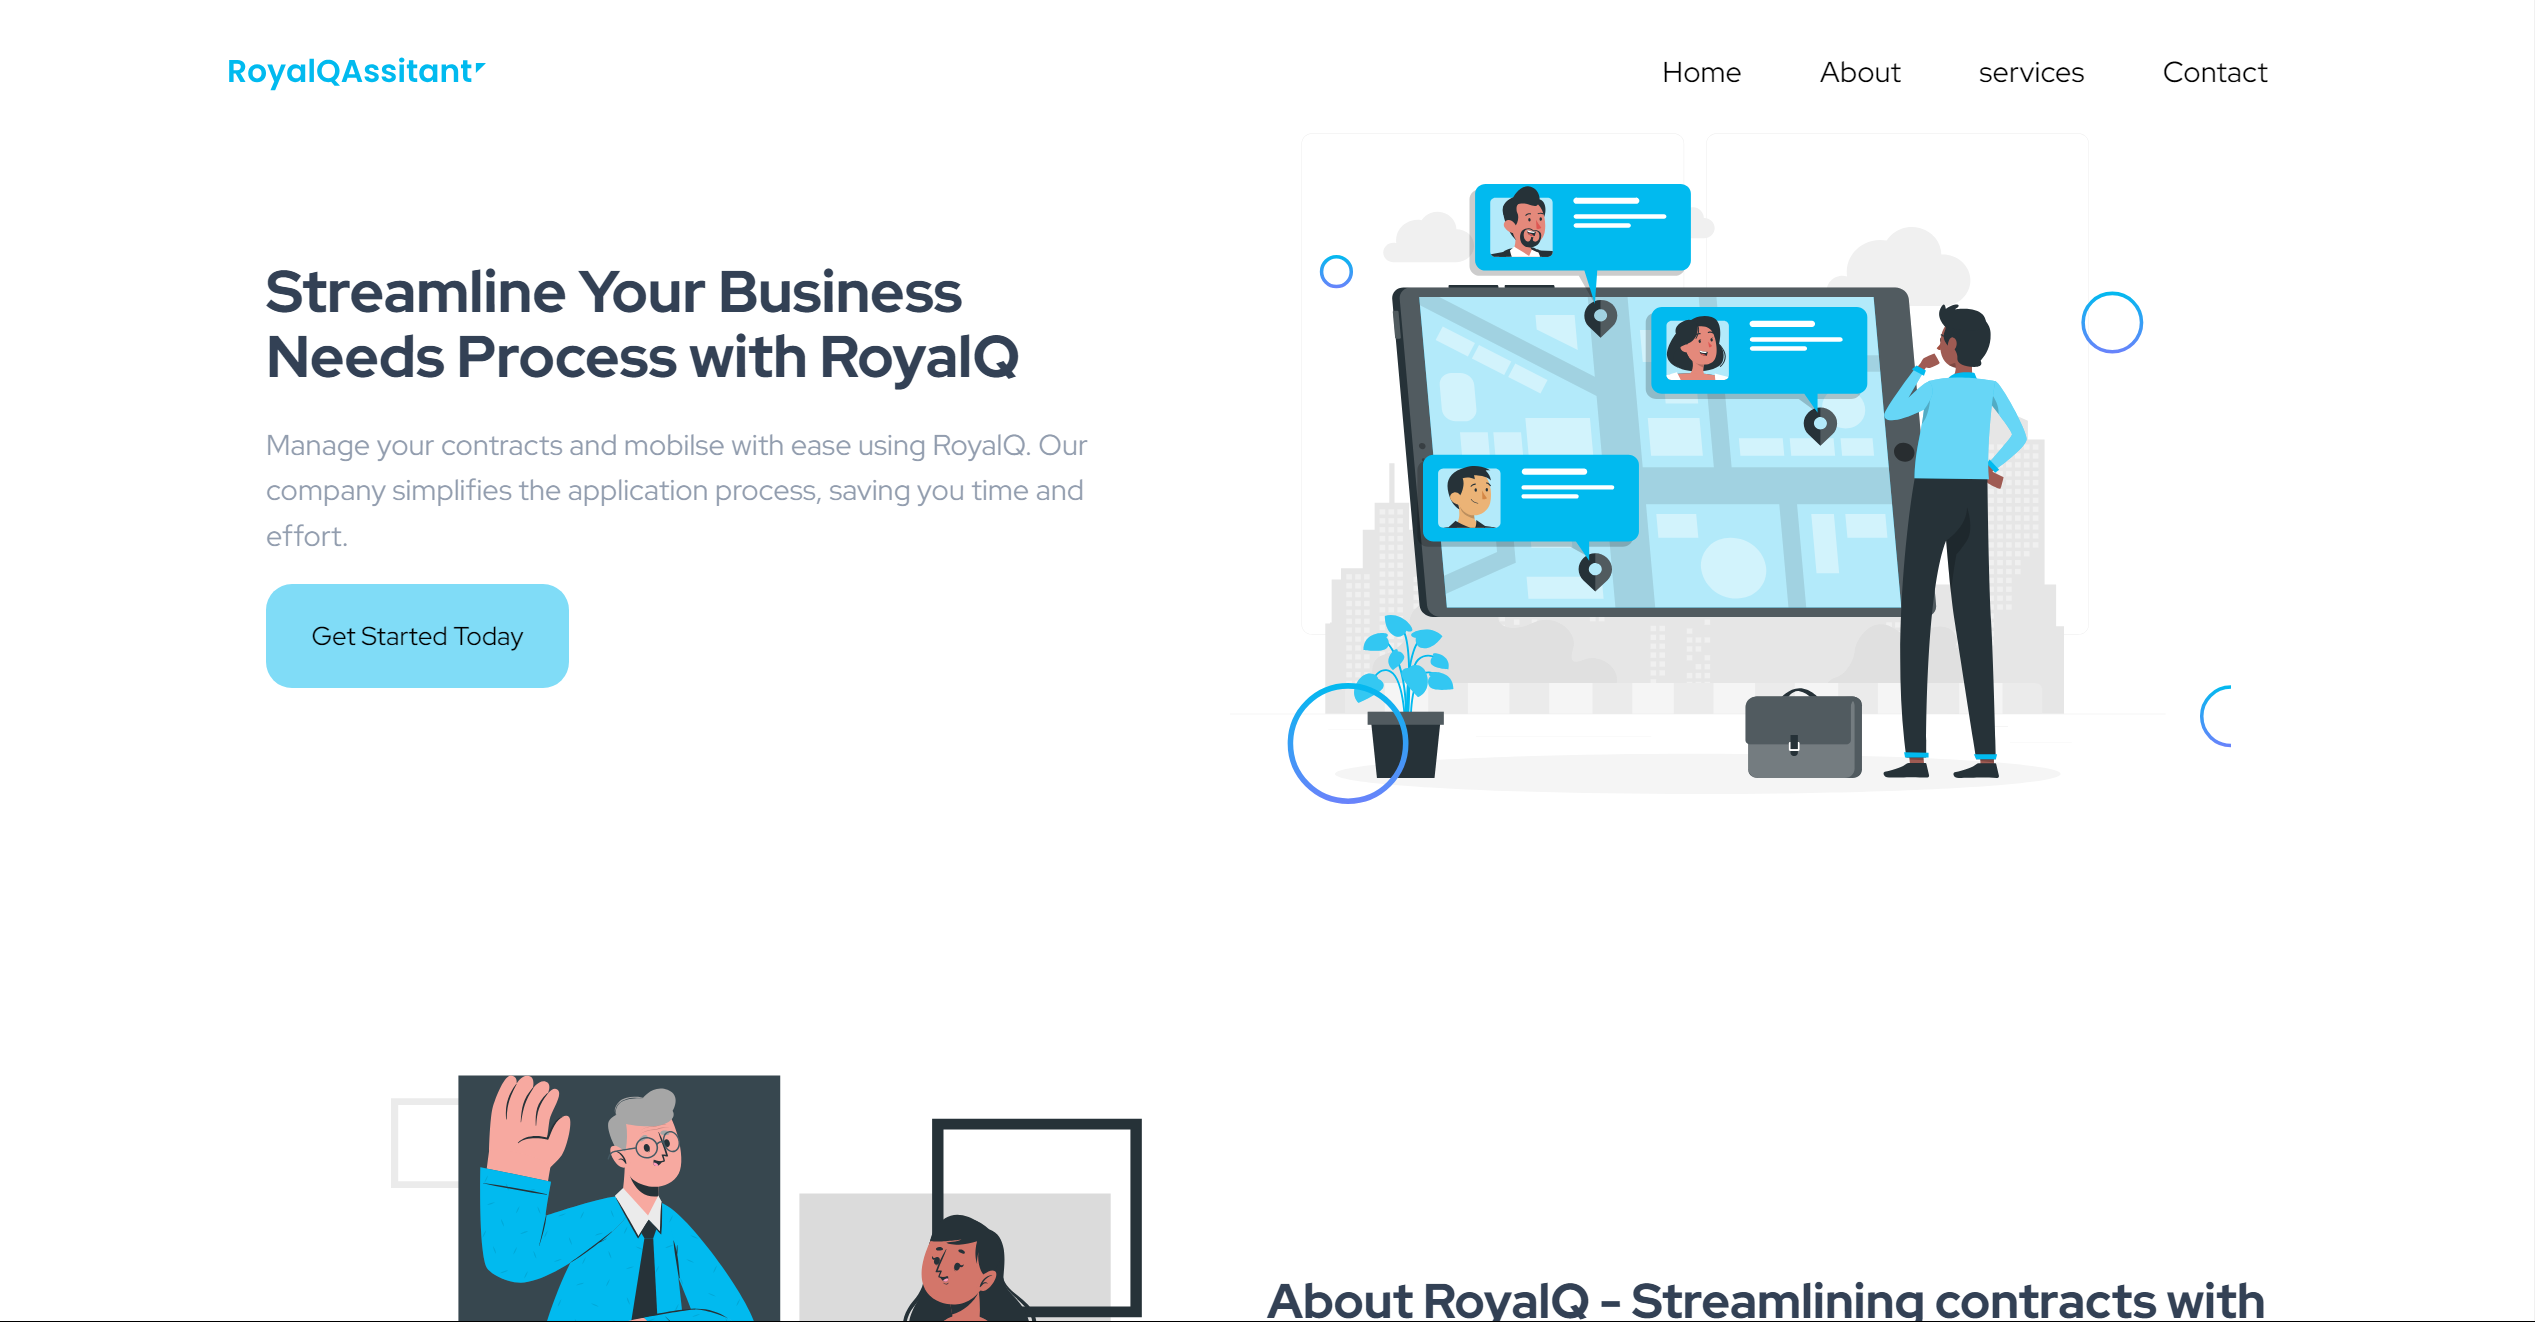 RoyalQAssitant
Home About services Contact
Streamline Your Business
Needs Process with RoyalQ
Manage your contracts and mobilse with ease using RoyalQ. Our
company simplifies the application process, saving you time and
effort.
Get Started Today
About RoyalQ - Streamlining contracts with